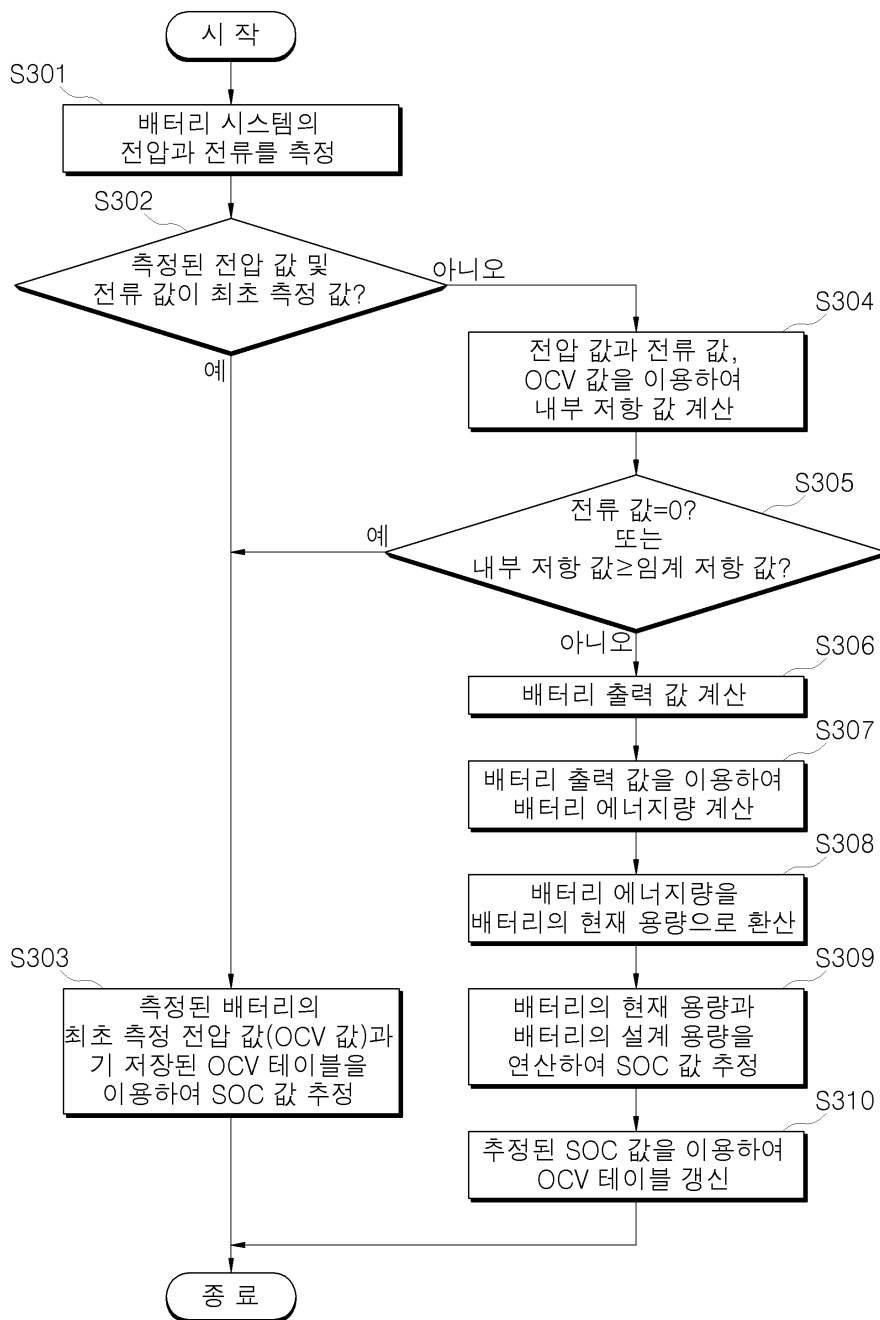 시 작
S301
배터리 시스템의
전압과 전류를 측정
S302
측정된 전압 값 및
전류 값이 최초 측정 값?
아니오
예
S304
전압 값과 전류 값,
OCV 값을 이용하여
내부 저항 값 계산
S305
전류 값=0?
또는
내부 저항 값≥임계 저항 값?
예
아니오
S306
배터리 출력 값 계산
S307
배터리 출력 값을 이용하여
배터리 에너지량 계산
S308
배터리 에너지량을
배터리의 현재 용량으로 환산
S303
측정된 배터리의
최초 측정 전압 값(OCV 값)과
기 저장된 OCV 테이블을
이용하여 SOC 값 추정
S309
배터리의 현재 용량과
배터리의 설계 용량을
연산하여 SOC 값 추정
S310
추정된 SOC 값을 이용하여
OCV 테이블 갱신
종 료